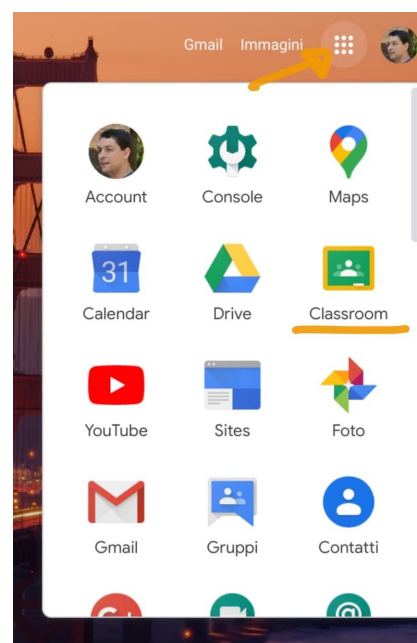 Gmail Immagini
Account Console Maps
31
Calendar Drive Classroom
YouTube Sites Foto
Gmail Gruppi Contatti
G+ @